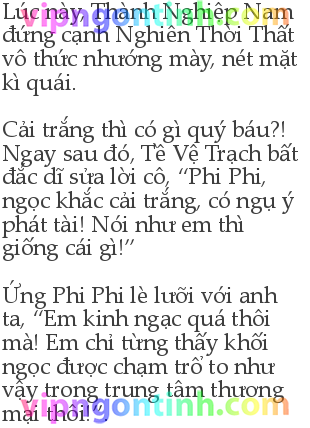 Lúc này, Thành Nghiệp Nam
đứng cạnh Nghiên Thời Thất
vô thức nhướng mày, nét mặt
kì quái.
Cải trắng thì có gì quý báu?!
Ngay sau đó, Tề Vệ Trạch bất
đắc dĩ sửa lời cô, “Phi Phi,
ngọc khắc cải trắng, có ngụ ý
phát tài! Nói như em thì
giống cái gì!”
Ứng Phi Phi lè lưỡi với anh
ta, “Em kinh ngạc quá thôi
mà! Em chỉ từng thấy khối
ngọc được chạm trổ to như
vậy trong trung tâm thương
mại thôi!”.
vipngontinh.com
vipngontinh.com